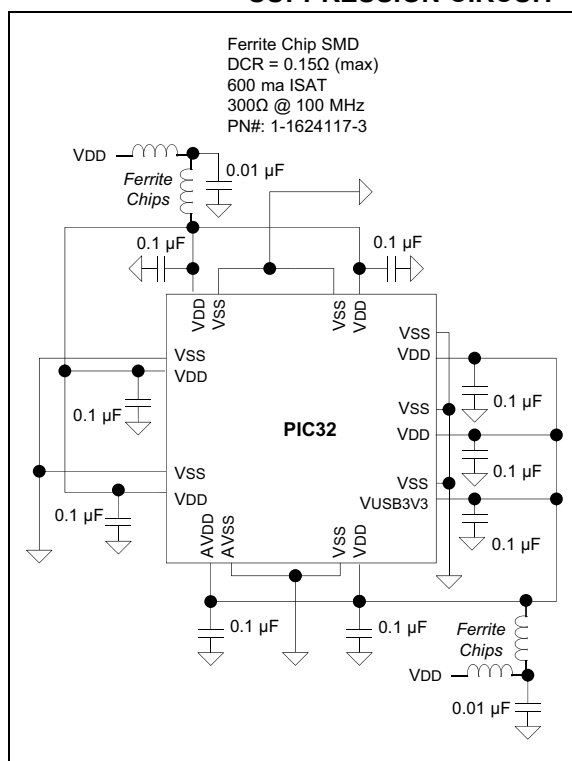 Ferrite Chip SMD
DCR = 0.15Ω (max)
600 ma ISAT
300Ω @ 100 MHz
PN#: 1-1624117-3
VDD
0.01 µF
Ferrite
Chips
0.1 µF
0.1 µF
VDD
VSS
VSS
VDD
VSS
VDD
VSS
VDD
0.1 µF
0.1 µF
VSS
VDD
PIC32
VSS
VDD
0.1 µF
VSS
VUSB3V3
0.1 µF
0.1 µF
AVDD
AVSS
VSS
VDD
0.1 µF
0.1 µF
Ferrite
Chips
VDD
0.01 µF